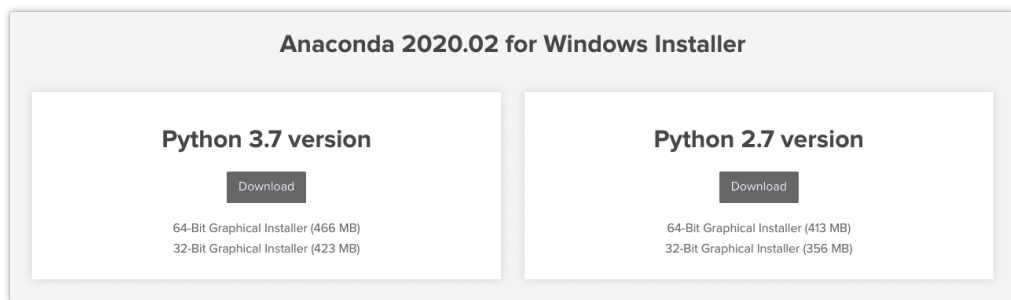 Anaconda 2020.02 for Windows Installer
Python 3.7 version
Download
64-Bit Graphical Installer (466 MB)
32-Bit Graphical Installer (423 MB)
Python 2.7 version
Download
64-Bit Graphical Installer (413 MB)
32-Bit Graphical Installer (356 MB)